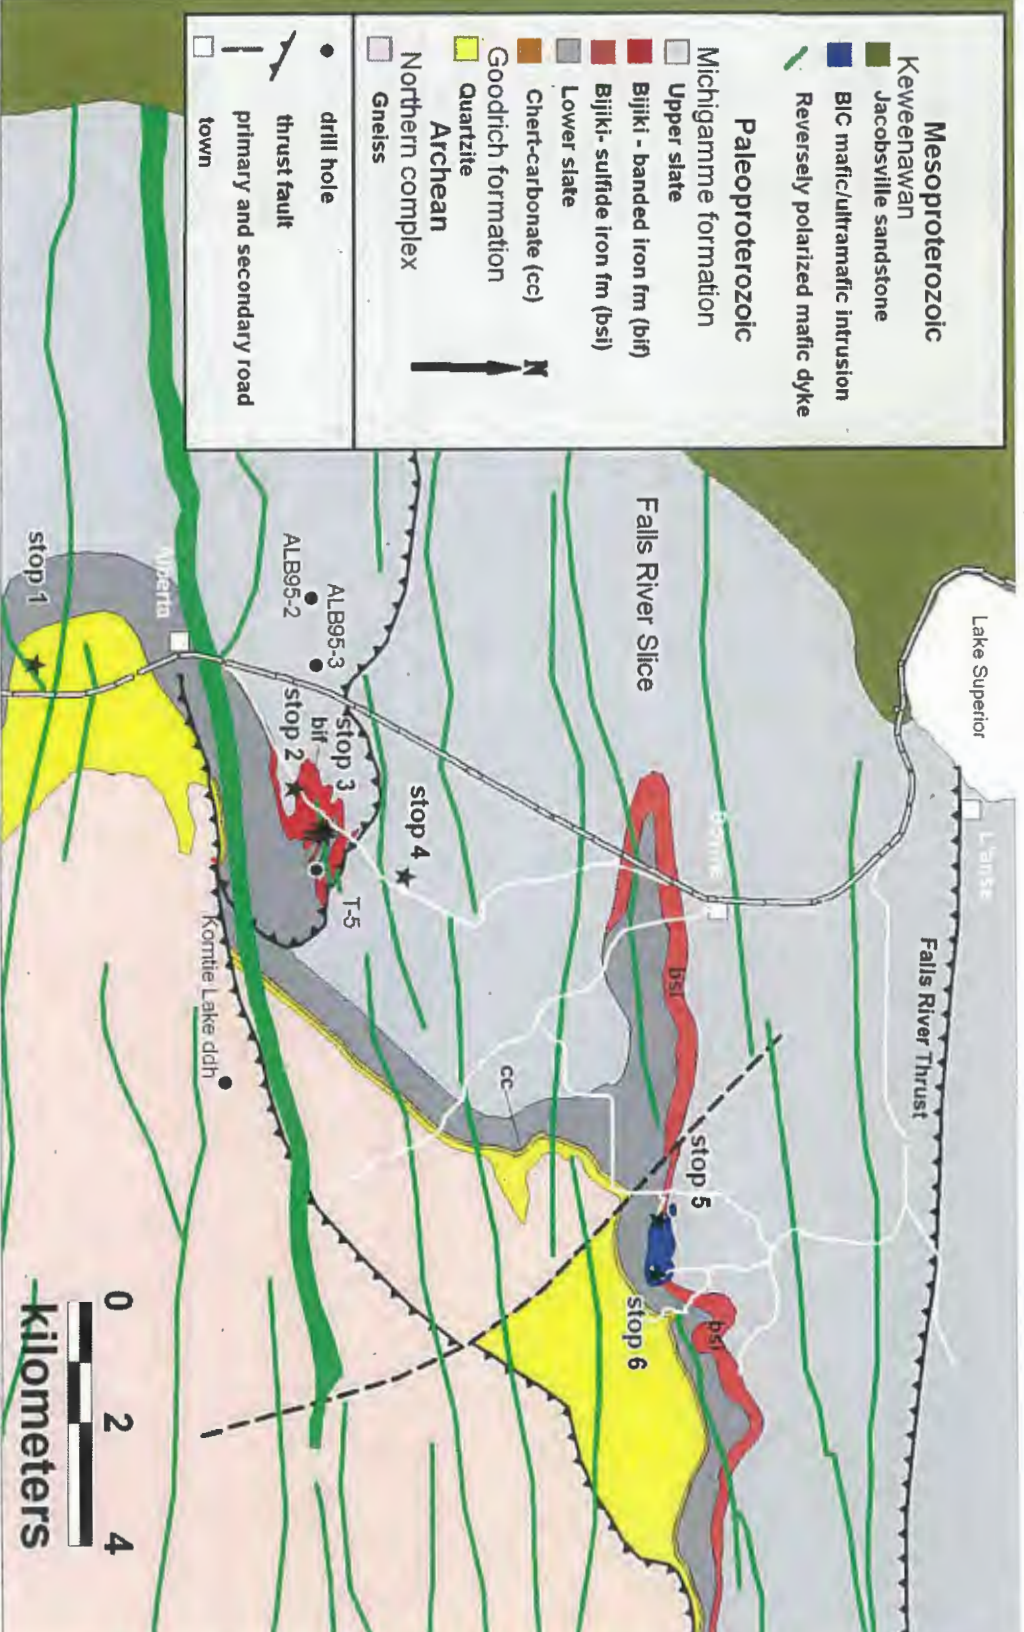 Mesoproterozoic
Keweenawan
Jacobsville sandstone
BIC mafic/ultramafic intrusion
Reversely polarized mafic dyke
Paleoproterozoic
Michigamme formation
Upper slate
Bijiki - banded iron fm (bif)
Bijiki- sulfide iron fm (bsi)
Lower slate
Chert-carbonate (cc)
Goodrich formation
Quartzite
Archean
Northern complex
Gneiss
N
drill hole
thrust fault
primary and secondary road
town
Lake Superior
L'anse
Falls River Thrust
Falls River Slice
bsi
stop 5
bsi
stop 6
cc
stop 4
T-5
stop 3
bif
stop 2
ALB95-3
ALB95-2
Alberta
stop 1
Komtie Lake ddh
0
2
4
kilometers